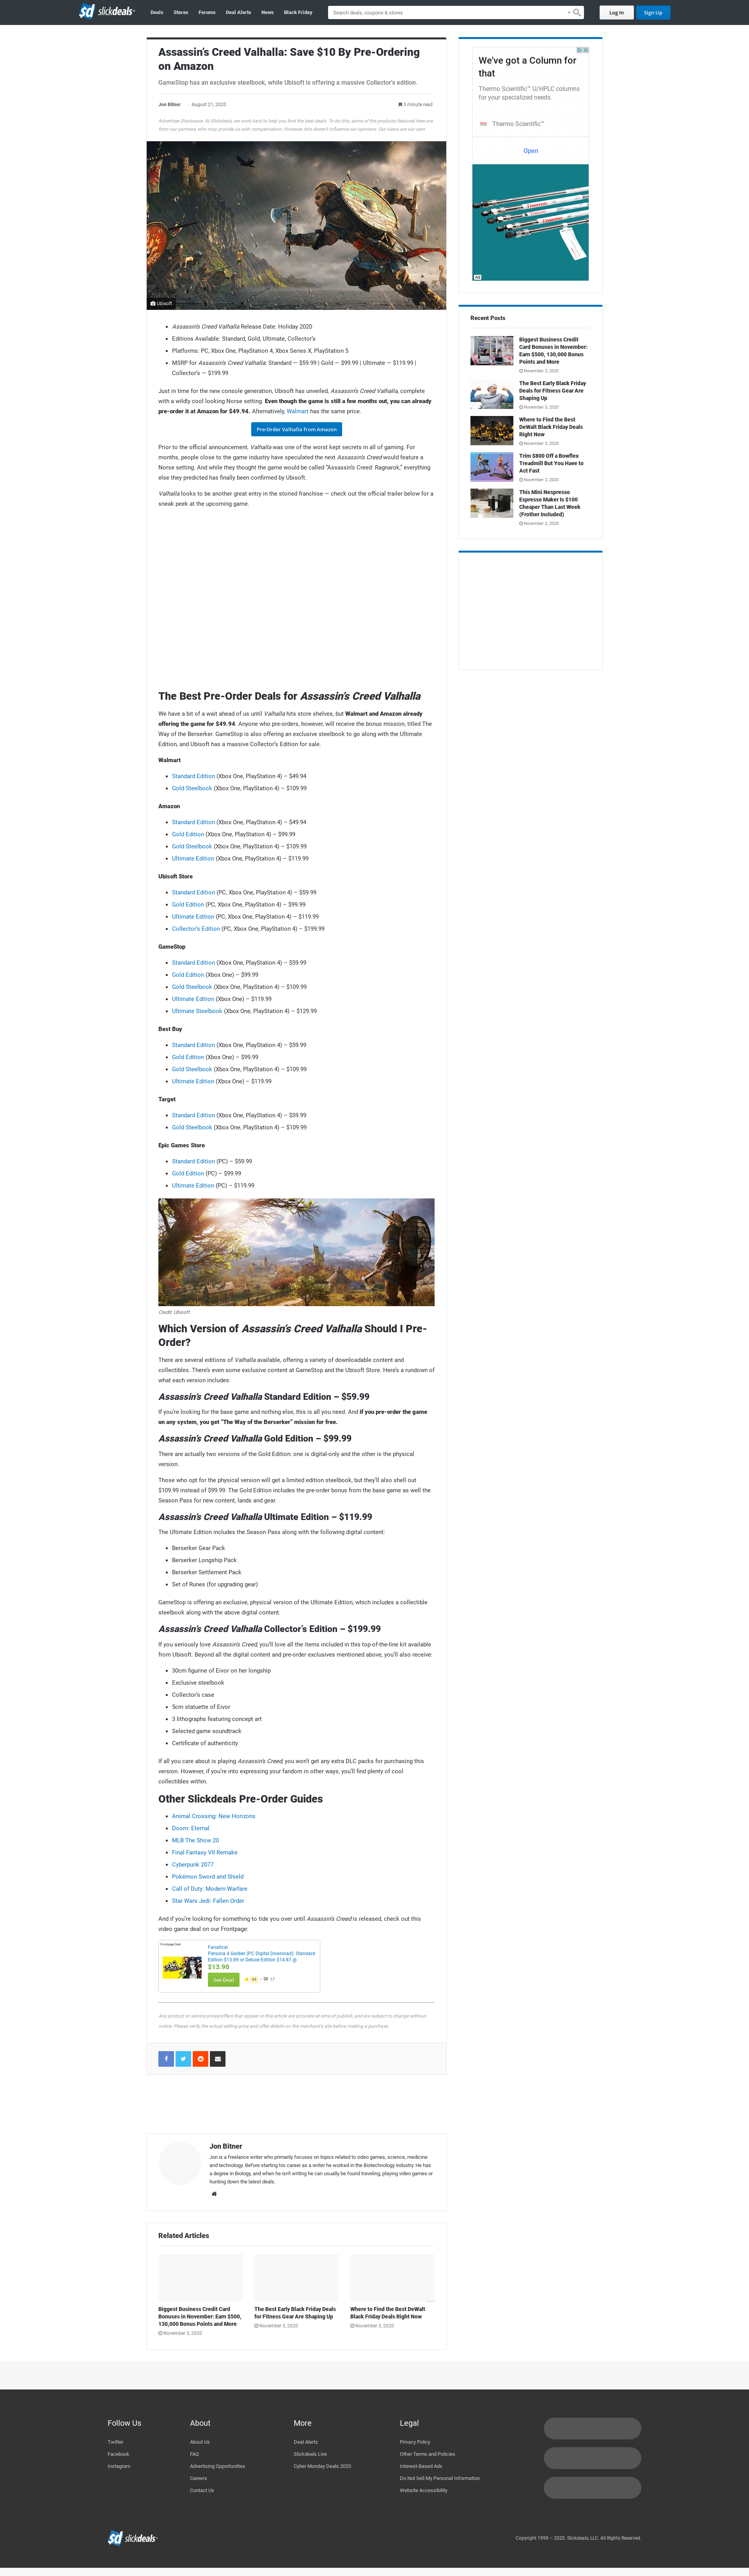 sd slickdeals
Deals Stores Forums Deal Alerts News Black Friday
Search deals, coupons & stores
Log In Sign Up
Assassin's Creed Valhalla: Save $10 By Pre-Ordering
on Amazon
GameStop has an exclusive steelbook, while Ubisoft is offering a massive Collector's edition.
Jon Bitner · August 21, 2020 3 minute read
Advertiser Disclosure: At Slickdeals, we work hard to help you find the best deals. To do this, some of the products featured here are
from our partners, who may provide us with compensation. However, this doesn't influence our opinions. Our views are our own.
Ubisoft
• Assassin's Creed Valhalla Release Date: Holiday 2020
• Editions Available: Standard, Gold, Ultimate, Collector's
• Platforms: PC, Xbox One, PlayStation 4, Xbox Series X, PlayStation 5
• MSRP for Assassin's Creed Valhalla: Standard — $59.99 | Gold — $99.99 | Ultimate — $119.99 |
Collector's — $199.99
Just in time for the new console generation, Ubisoft has unveiled, Assassin's Creed Valhalla, complete
with a wildly cool looking Norse setting. Even though the game is still a few months out, you can already
pre-order it at Amazon for $49.94. Alternatively, Walmart has the same price.
Pre-Order Valhalla from Amazon
Prior to the official announcement, Valhalla was one of the worst kept secrets in all of gaming. For
months, people close to the game industry have speculated the next Assassin's Creed would feature a
Norse setting. And while they thought the game would be called "Assassin's Creed: Ragnarok," everything
else they predicted has finally been confirmed by Ubisoft.
Valhalla looks to be another great entry in the storied franchise — check out the official trailer below for a
sneak peek at the upcoming game.
The Best Pre-Order Deals for Assassin's Creed Valhalla
We have a bit of a wait ahead of us until Valhalla hits store shelves, but Walmart and Amazon already
offering the game for $49.94. Anyone who pre-orders, however, will receive the bonus mission, titled The
Way of the Berserker. GameStop is also offering an exclusive steelbook to go along with the Ultimate
Edition, and Ubisoft has a massive Collector's Edition for sale.
Walmart
• Standard Edition (Xbox One, PlayStation 4) – $49.94
• Gold Steelbook (Xbox One, PlayStation 4) – $109.99
Amazon
• Standard Edition (Xbox One, PlayStation 4) – $49.94
• Gold Edition (Xbox One, PlayStation 4) – $99.99
• Gold Steelbook (Xbox One, PlayStation 4) – $109.99
• Ultimate Edition (Xbox One, PlayStation 4) – $119.99
Ubisoft Store
• Standard Edition (PC, Xbox One, PlayStation 4) – $59.99
• Gold Edition (PC, Xbox One, PlayStation 4) – $99.99
• Ultimate Edition (PC, Xbox One, PlayStation 4) – $119.99
• Collector's Edition (PC, Xbox One, PlayStation 4) – $199.99
GameStop
• Standard Edition (Xbox One, PlayStation 4) – $59.99
• Gold Edition (Xbox One) – $99.99
• Gold Steelbook (Xbox One, PlayStation 4) – $109.99
• Ultimate Edition (Xbox One) – $119.99
• Ultimate Steelbook (Xbox One, PlayStation 4) – $129.99
Best Buy
• Standard Edition (Xbox One, PlayStation 4) – $59.99
• Gold Edition (Xbox One) – $99.99
• Gold Steelbook (Xbox One, PlayStation 4) – $109.99
• Ultimate Edition (Xbox One) – $119.99
Target
• Standard Edition (Xbox One, PlayStation 4) – $59.99
• Gold Steelbook (Xbox One, PlayStation 4) – $109.99
Epic Games Store
• Standard Edition (PC) – $59.99
• Gold Edition (PC) – $99.99
• Ultimate Edition (PC) – $119.99
Credit: Ubisoft
Which Version of Assassin's Creed Valhalla Should I Pre-
Order?
There are several editions of Valhalla available, offering a variety of downloadable content and
collectibles. There's even some exclusive content at GameStop and the Ubisoft Store. Here's a rundown of
what each version includes:
Assassin's Creed Valhalla Standard Edition – $59.99
If you're looking for the base game and nothing else, this is all you need. And if you pre-order the game
on any system, you get "The Way of the Berserker" mission for free.
Assassin's Creed Valhalla Gold Edition – $99.99
There are actually two versions of the Gold Edition: one is digital-only and the other is the physical
version.
Those who opt for the physical version will get a limited edition steelbook, but they'll also shell out
$109.99 instead of $99.99. The Gold Edition includes the pre-order bonus from the base game as well the
Season Pass for new content, lands and gear.
Assassin's Creed Valhalla Ultimate Edition – $119.99
The Ultimate Edition includes the Season Pass along with the following digital content:
• Berserker Gear Pack
• Berserker Longship Pack
• Berserker Settlement Pack
• Set of Runes (for upgrading gear)
GameStop is offering an exclusive, physical version of the Ultimate Edition, which includes a collectible
steelbook along with the above digital content.
Assassin's Creed Valhalla Collector's Edition – $199.99
If you seriously love Assassin's Creed, you'll love all the items included in this top-of-the-line kit available
from Ubisoft. Beyond all the digital content and pre-order exclusives mentioned above, you'll also receive:
• 30cm figurine of Eivor on her longship
• Exclusive steelbook
• Collector's case
• 5cm statuette of Eivor
• 3 lithographs featuring concept art
• Selected game soundtrack
• Certificate of authenticity
If all you care about is playing Assassin's Creed, you won't get any extra DLC packs for purchasing this
version. However, if you're into expressing your fandom in other ways, you'll find plenty of cool
collectibles within.
Other Slickdeals Pre-Order Guides
• Animal Crossing: New Horizons
• Doom: Eternal
• MLB The Show 20
• Final Fantasy VII Remake
• Cyberpunk 2077
• Pokémon Sword and Shield
• Call of Duty: Modern Warfare
• Star Wars Jedi: Fallen Order
And if you're looking for something to tide you over until Assassin's Creed is released, check out this
video game deal on our Frontpage:
Frontpage Deal
Fanatical
Persona 4 Golden (PC Digital Download): Standard
Edition $13.89 or Deluxe Edition $14.87 @
$13.90
See Deal
17
Any product or service prices/offers that appear in this article are accurate at time of publish, and are subject to change without
notice. Please verify the actual selling price and offer details on the merchant's site before making a purchase.
Jon Bitner
Jon is a freelance writer who primarily focuses on topics related to video games, science, medicine
and technology. Before starting his career as a writer he worked in the Biotechnology industry. He has
a degree in Biology, and when he isn't writing he can usually be found traveling, playing video games or
hunting down the latest deals.
Related Articles
Biggest Business Credit Card
Bonuses in November: Earn $500,
130,000 Bonus Points and More
November 3, 2020
The Best Early Black Friday Deals
for Fitness Gear Are Shaping Up
November 3, 2020
Where to Find the Best DeWalt
Black Friday Deals Right Now
November 3, 2020
We've got a Column for
that
Thermo Scientific™ U/HPLC columns
for your specialized needs.
Thermo Scientific™
Open
Ad
Recent Posts
Biggest Business Credit
Card Bonuses in November:
Earn $500, 130,000 Bonus
Points and More
November 3, 2020
The Best Early Black Friday
Deals for Fitness Gear Are
Shaping Up
November 3, 2020
Where to Find the Best
DeWalt Black Friday Deals
Right Now
November 3, 2020
Trim $800 Off a Bowflex
Treadmill But You Have to
Act Fast
November 2, 2020
This Mini Nespresso
Espresso Maker Is $100
Cheaper Than Last Week
(Frother Included)
November 2, 2020
Follow Us
Twitter
Facebook
Instagram
About
About Us
FAQ
Advertising Opportunities
Careers
Contact Us
More
Deal Alerts
Slickdeals Live
Cyber Monday Deals 2020
Legal
Privacy Policy
Other Terms and Policies
Interest-Based Ads
Do Not Sell My Personal Information
Website Accessibility
sd slickdeals
Copyright 1999 – 2020. Slickdeals, LLC. All Rights Reserved.